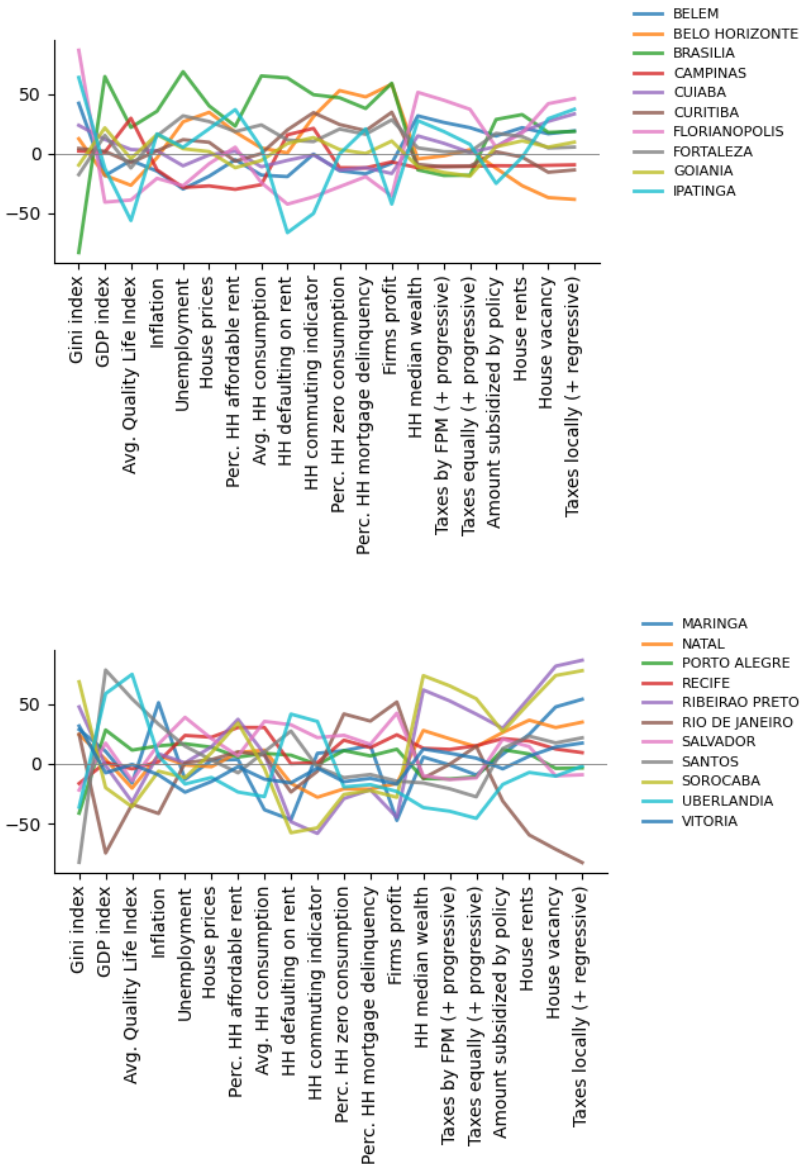 BELEM
BELO HORIZONTE
BRASILIA
CAMPINAS
CUIABA
CURITIBA
FLORIANOPOLIS
FORTALEZA
GOIANIA
IPATINGA
50
0
−50
Gini index
GDP index
Avg. Quality Life Index
Inflation
Unemployment
House prices
Perc. HH affordable rent
Avg. HH consumption
HH defaulting on rent
HH commuting indicator
Perc. HH zero consumption
Perc. HH mortgage delinquency
Firms profit
HH median wealth
Taxes by FPM (+ progressive)
Taxes equally (+ progressive)
Amount subsidized by policy
House rents
House vacancy
Taxes locally (+ regressive)
MARINGA
NATAL
PORTO ALEGRE
RECIFE
RIBEIRAO PRETO
RIO DE JANEIRO
SALVADOR
SANTOS
SOROCABA
UBERLANDIA
VITORIA
50
0
−50
Gini index
GDP index
Avg. Quality Life Index
Inflation
Unemployment
House prices
Perc. HH affordable rent
Avg. HH consumption
HH defaulting on rent
HH commuting indicator
Perc. HH zero consumption
Perc. HH mortgage delinquency
Firms profit
HH median wealth
Taxes by FPM (+ progressive)
Taxes equally (+ progressive)
Amount subsidized by policy
House rents
House vacancy
Taxes locally (+ regressive)